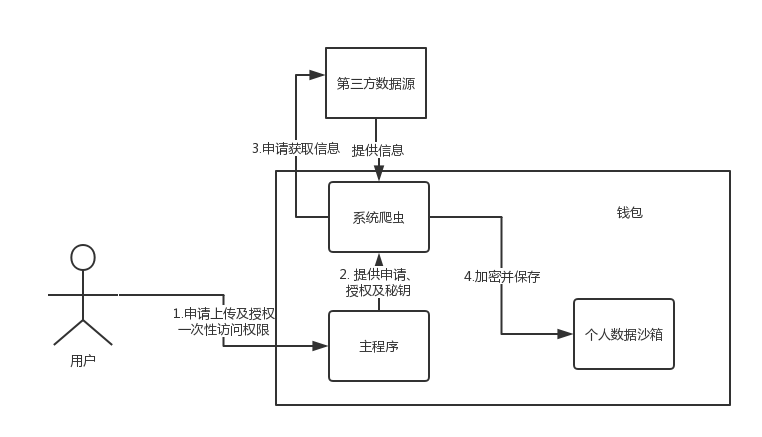 第三方数据源
3.申请获取信息
提供信息
系统爬虫
钱包
2. 提供申请、
授权及秘钥
4.加密并保存
1.申请上传及授权
一次性访问权限
主程序
个人数据沙箱
用户